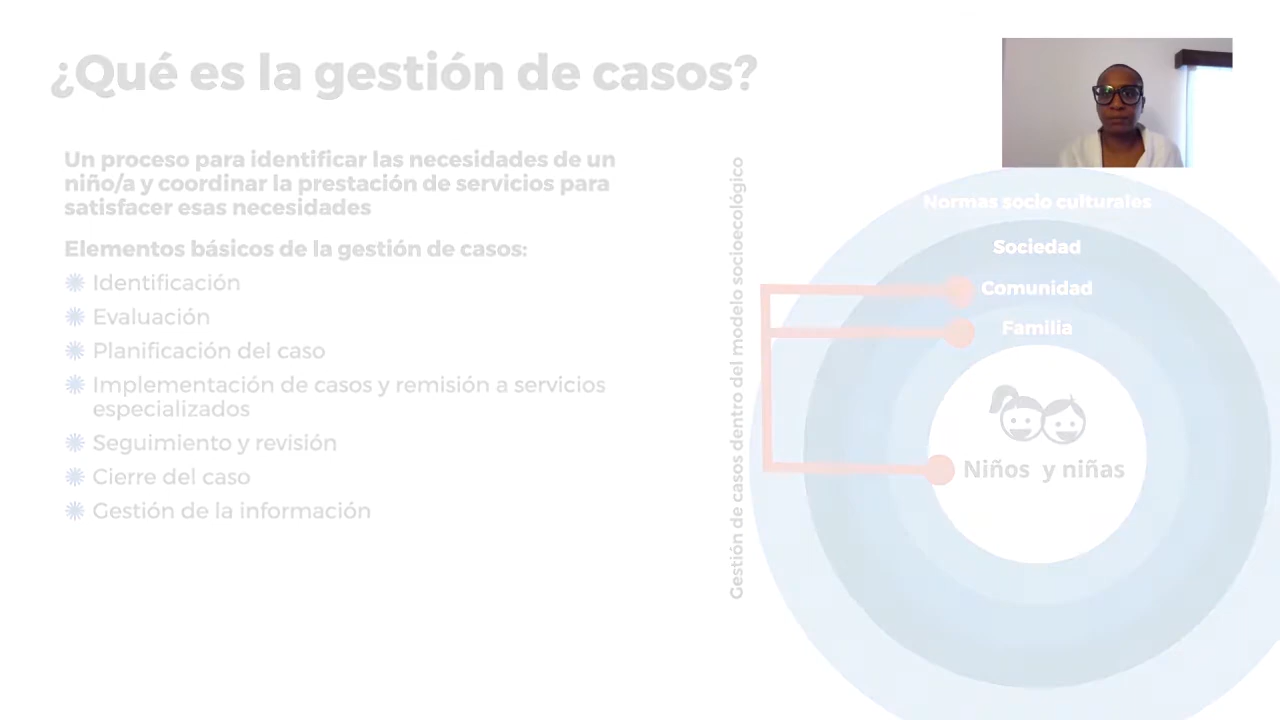 ¿Qué es la gestión de casos?
Un proceso para identificar las necesidades de un
niño/a y coordinar la prestación de servicios para
satisfacer esas necesidades
Elementos básicos de la gestión de casos:
Identificación
Evaluación
Planificación del caso
Implementación de casos y remisión a servicios
especializados
Seguimiento y revisión
Cierre del caso
Gestión de la información
Gestión de casos dentro del modelo socioecológico
Normas socio culturales
Sociedad
Comunidad
Familia
Niños y niñas